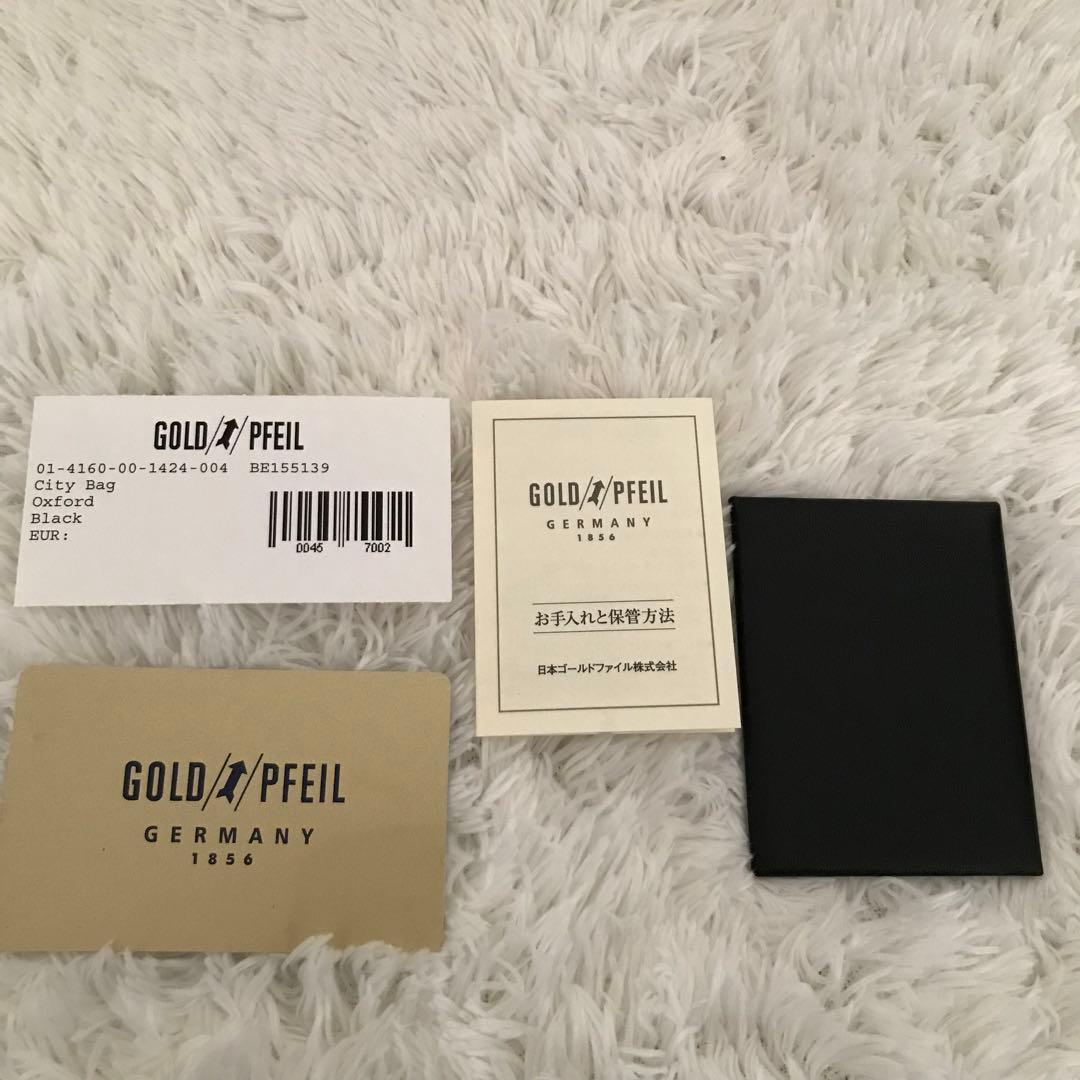 GOLD PFEIL
01-4160-00-1424-004 BE155139
City Bag
Oxford
Black
EUR:
0045 7002
GOLD PFEIL
GERMANY
1856
お手入れと保管方法
日本ゴールドファイル株式会社
GOLD PFEIL
GERMANY
1856